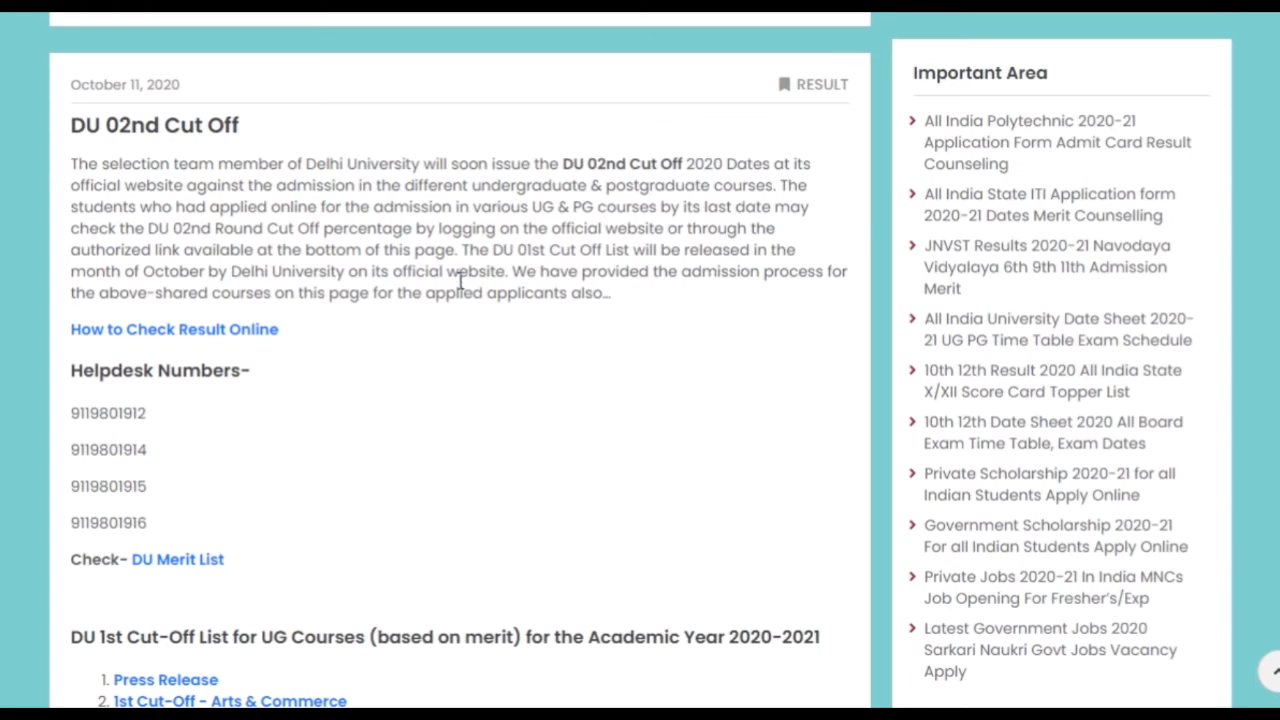 October 11, 2020
RESULT
DU 02nd Cut Off
The selection team member of Delhi University will soon issue the DU 02nd Cut Off 2020 Dates at its
official website against the admission in the different undergraduate & postgraduate courses. The
students who had applied online for the admission in various UG & PG courses by its last date may
check the DU 02nd Round Cut Off percentage by logging on the official website or through the
authorized link available at the bottom of this page. The DU 01st Cut Off List will be released in the
month of October by Delhi University on its official website. We have provided the admission process for
the above-shared courses on this page for the applied applicants also...
How to Check Result Online
Helpdesk Numbers-
9119801912
9119801914
9119801915
9119801916
Check- DU Merit List
DU 1st Cut-Off List for UG Courses (based on merit) for the Academic Year 2020-2021
1. Press Release
2. 1st Cut-Off - Arts & Commerce
Important Area
All India Polytechnic 2020-21
Application Form Admit Card Result
Counseling
All India State ITI Application form
2020-21 Dates Merit Counselling
JNVST Results 2020-21 Navodaya
Vidyalaya 6th 9th 11th Admission
Merit
All India University Date Sheet 2020-
21 UG PG Time Table Exam Schedule
10th 12th Result 2020 All India State
X/XII Score Card Topper List
10th 12th Date Sheet 2020 All Board
Exam Time Table, Exam Dates
Private Scholarship 2020-21 for all
Indian Students Apply Online
Government Scholarship 2020-21
For all Indian Students Apply Online
Private Jobs 2020-21 In India MNCs
Job Opening For Fresher's/Exp
Latest Government Jobs 2020
Sarkari Naukri Govt Jobs Vacancy
Apply